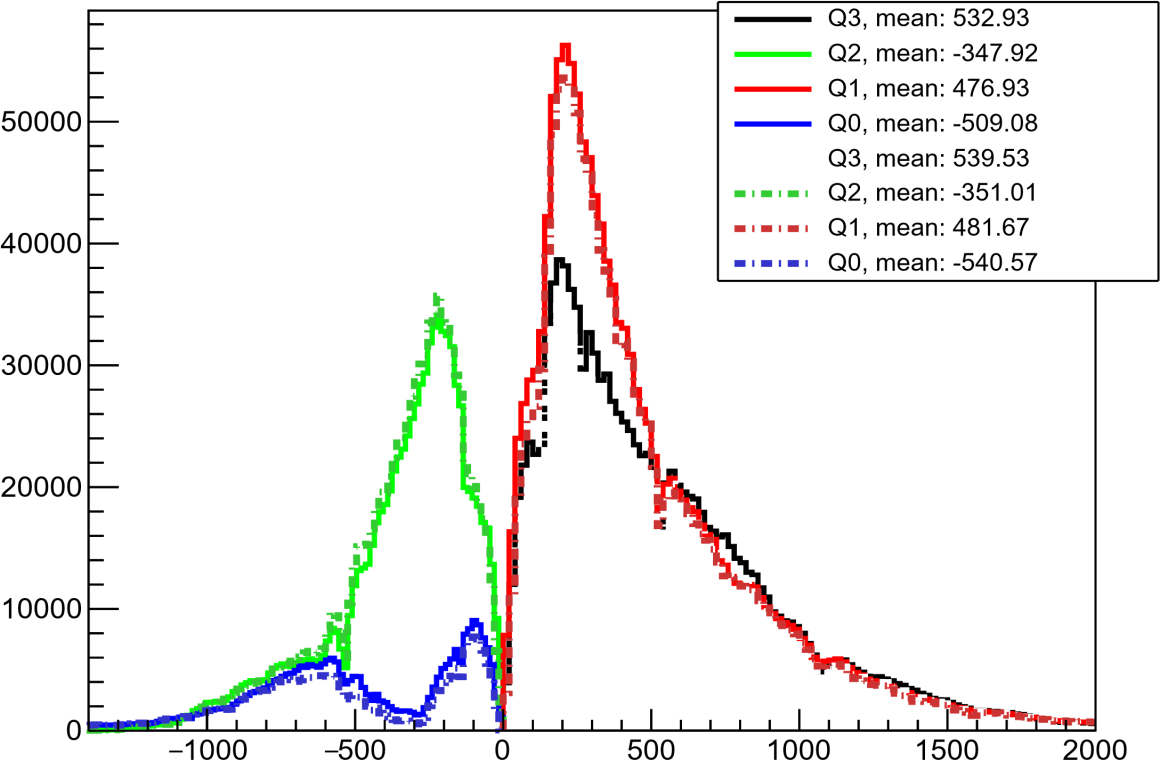 Q3, mean: 532.93
Q2, mean: -347.92
Q1, mean: 476.93
Q0, mean: -509.08
Q3, mean: 539.53
Q2, mean: -351.01
Q1, mean: 481.67
Q0, mean: -540.57
50000
40000
30000
20000
10000
0
−1000 −500 0 500 1000 1500 2000